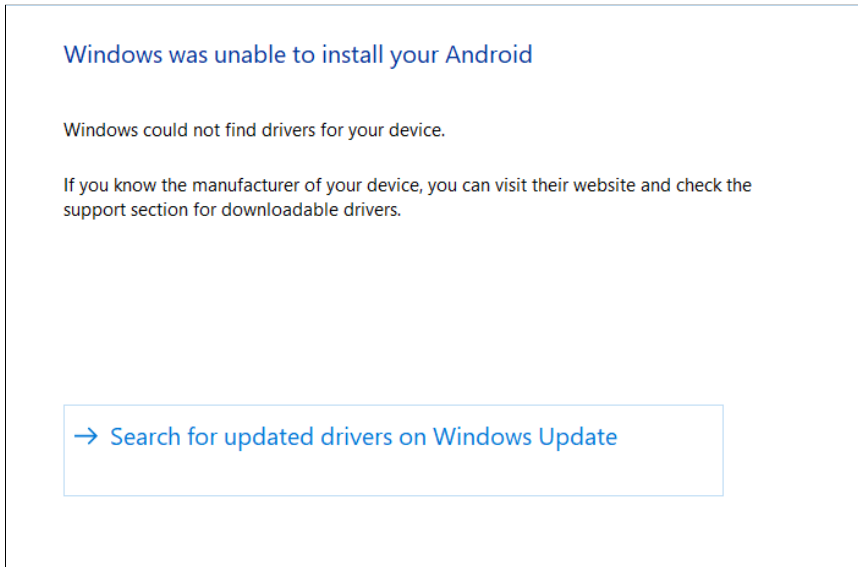 Windows was unable to install your Android
Windows could not find drivers for your device.
If you know the manufacturer of your device, you can visit their website and check the
support section for downloadable drivers.
→ Search for updated drivers on Windows Update